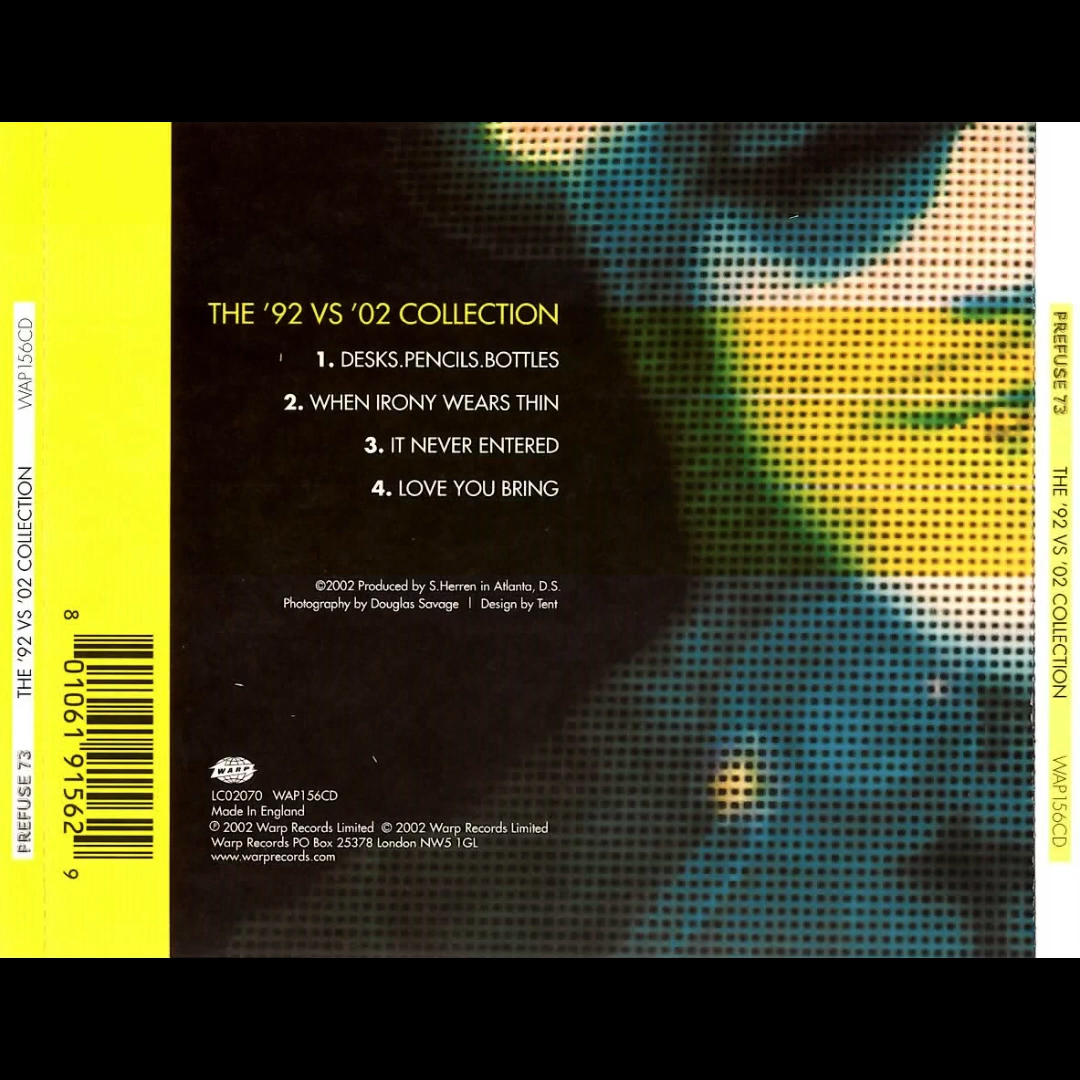 WAP156CD
THE '92 VS '02 COLLECTION
PREFUSE 73
8
01061 91562
9
THE '92 VS '02 COLLECTION
1. DESKS.PENCILS.BOTTLES
2. WHEN IRONY WEARS THIN
3. IT NEVER ENTERED
4. LOVE YOU BRING
©2002 Produced by S.Herren in Atlanta, D.S.
Photography by Douglas Savage | Design by Tent
WARP
LC02070 WAP156CD
Made In England
℗ 2002 Warp Records Limited © 2002 Warp Records Limited
Warp Records PO Box 25378 London NW5 1GL
www.warprecords.com
PREFUSE 73
THE '92 VS '02 COLLECTION
WAP156CD